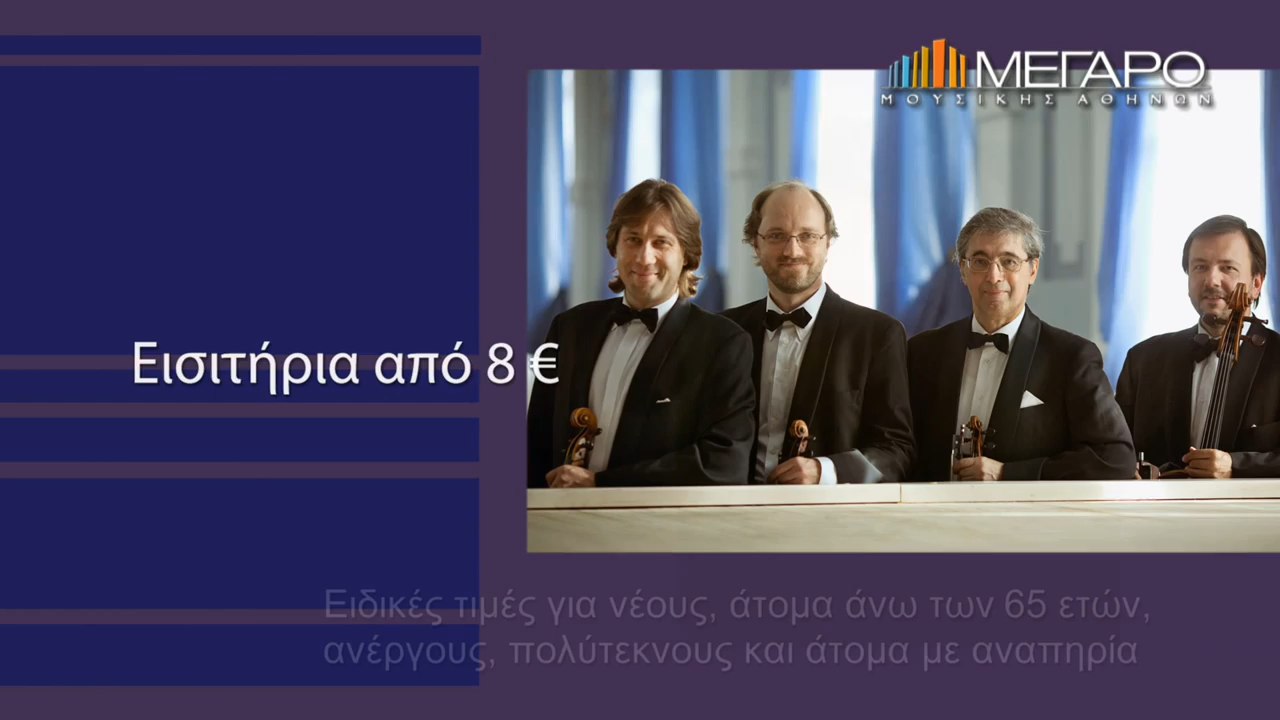 ΜΕΓΑΡΟ
ΜΟΥΣΙΚΗΣ ΑΘΗΝΩΝ
Εισιτήρια από 8 €
Ειδικές τιμές για νέους, άτομα άνω των 65 ετών,
ανέργους, πολύτεκνους και άτομα με αναπηρία